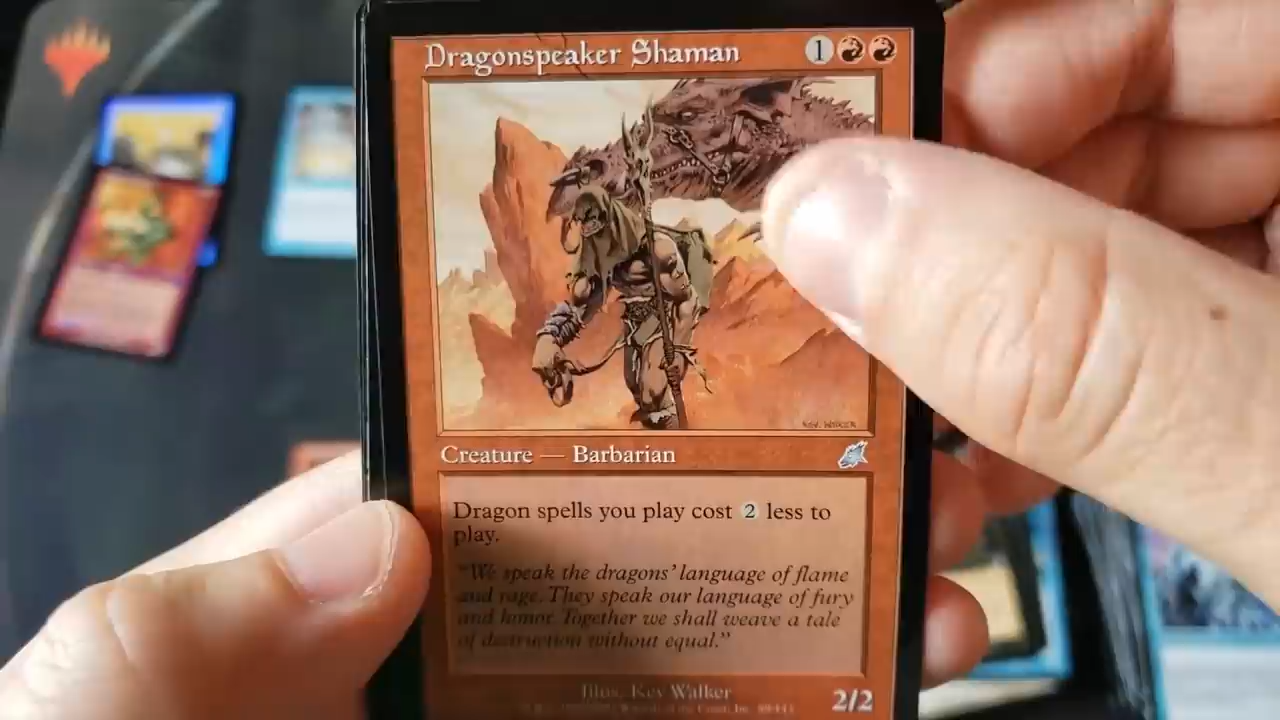 Dragonspeaker Shaman 1
Creature — Barbarian
Dragon spells you play cost 2 less to
play.
"We speak the dragons' language of flame
and rage. They speak our language of fury
and honor. Together we shall weave a tale
of destruction without equal."
Illus. Kev Walker
2/2